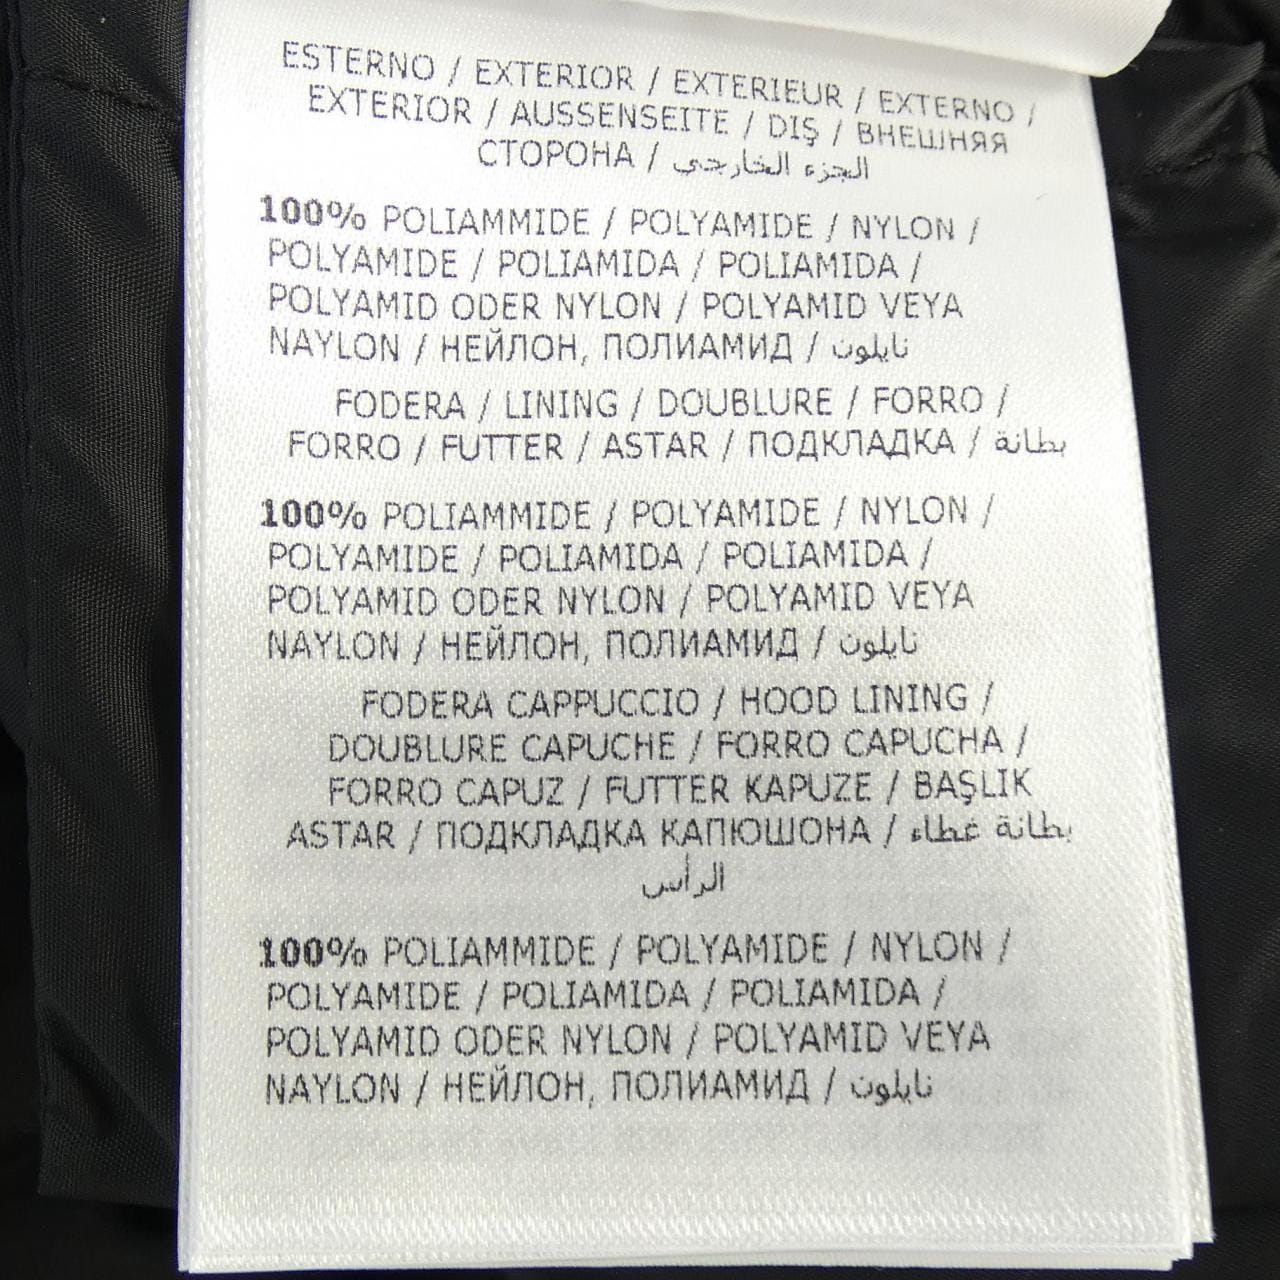 ESTERNO / EXTERIOR / EXTERIEUR / EXTERNO /
EXTERIOR / AUSSENSEITE / DIŞ / ВНЕШНЯЯ
СТОРОНА / الجزء الخارجي
100% POLIAMMIDE / POLYAMIDE / NYLON /
POLYAMIDE / POLIAMIDA / POLIAMIDA /
POLYAMID ODER NYLON / POLYAMID VEYA
NAYLON / НЕЙЛОН, ПОЛИАМИД / نايلون
FODERA / LINING / DOUBLURE / FORRO /
FORRO / FUTTER / ASTAR / ПОДКЛАДКА / بطانة
100% POLIAMMIDE / POLYAMIDE / NYLON /
POLYAMIDE / POLIAMIDA / POLIAMIDA /
POLYAMID ODER NYLON / POLYAMID VEYA
NAYLON / НЕЙЛОН, ПОЛИАМИД / نايلون
FODERA CAPPUCCIO / HOOD LINING /
DOUBLURE CAPUCHE / FORRO CAPUCHA /
FORRO CAPUZ / FUTTER KAPUZE / BAŞLIK
ASTAR / ПОДКЛАДКА КАПЮШОНА / بطانة غطاء
الرأس
100% POLIAMMIDE / POLYAMIDE / NYLON /
POLYAMIDE / POLIAMIDA / POLIAMIDA /
POLYAMID ODER NYLON / POLYAMID VEYA
NAYLON / НЕЙЛОН, ПОЛИАМИД / نايلون